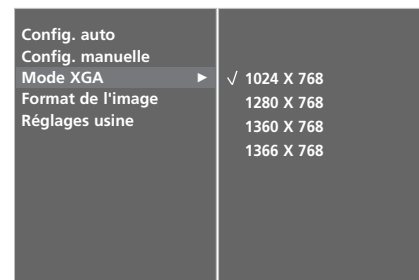 Config. auto
Config. manuelle
Mode XGA ►
Format de l'image
Réglages usine
√ 1024 X 768
1280 X 768
1360 X 768
1366 X 768